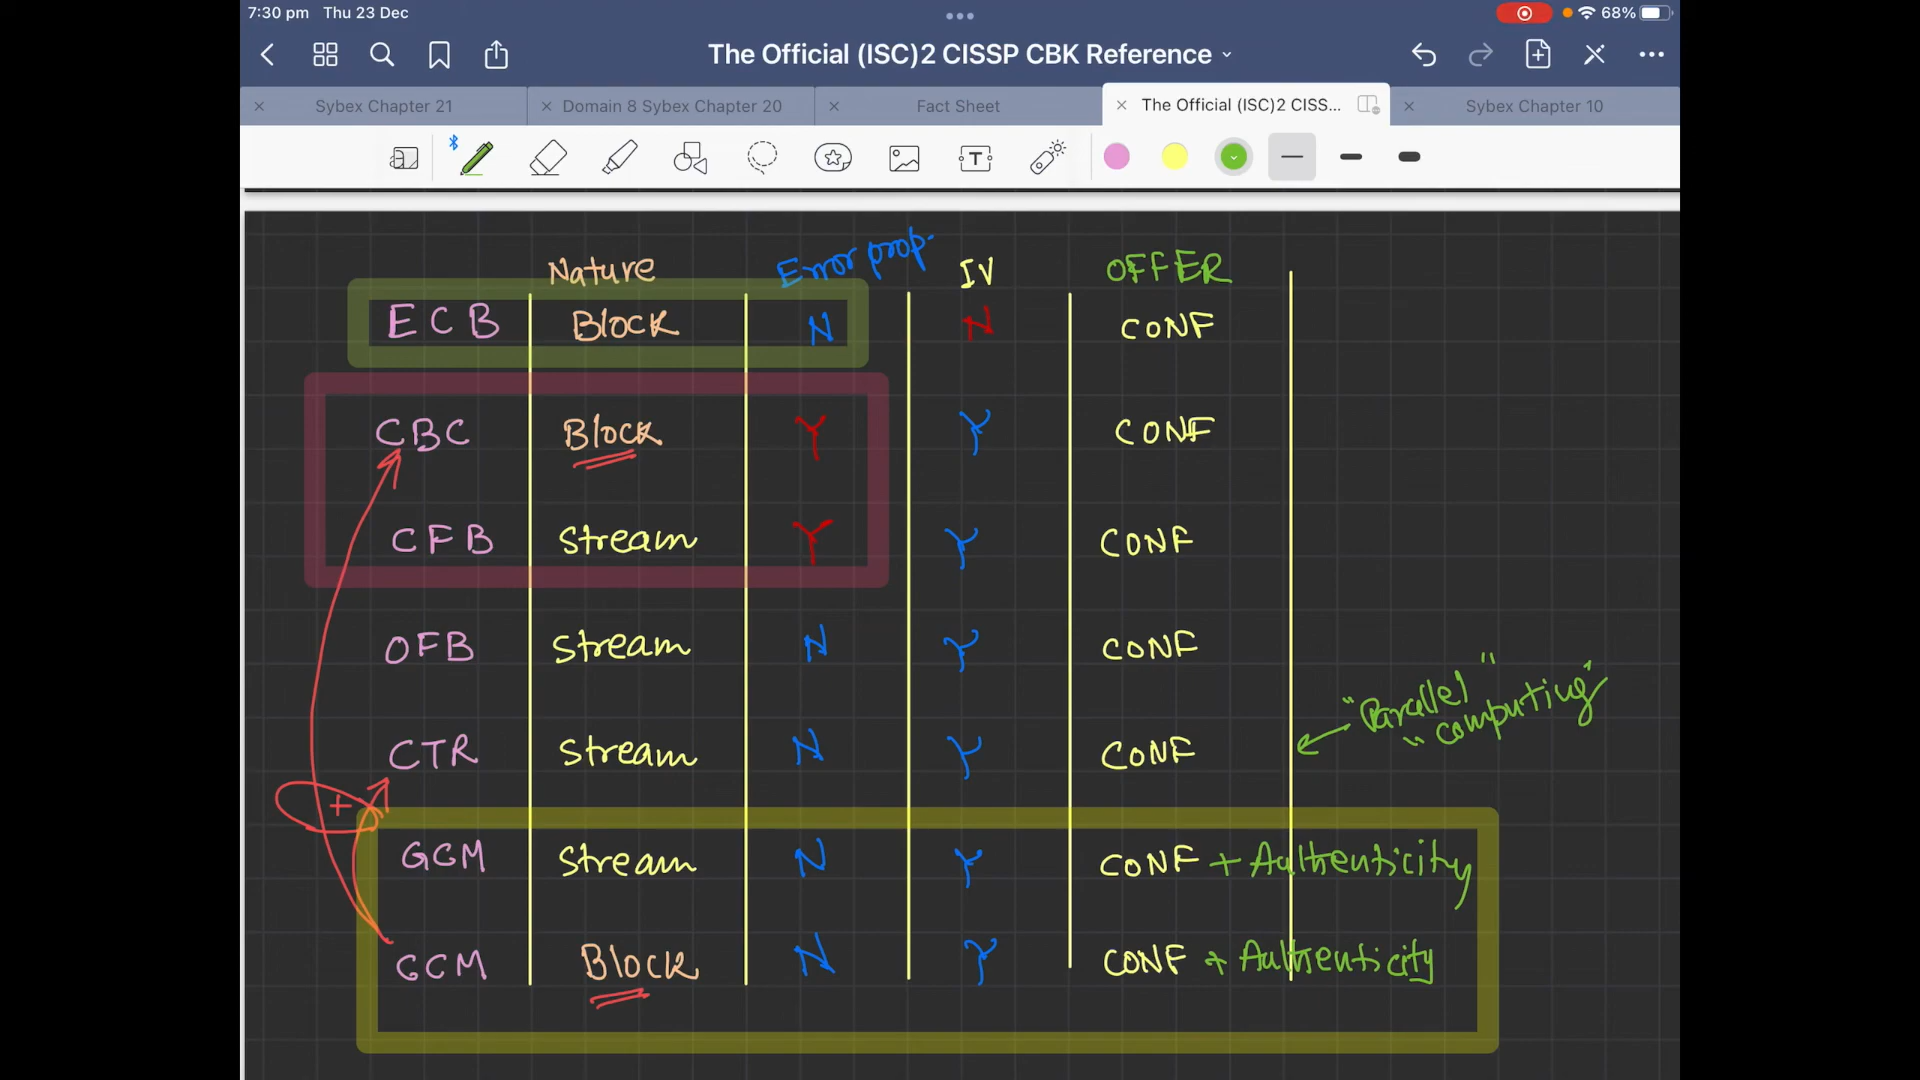 7:30 pm Thu 23 Dec
68%
The Official (ISC)2 CISSP CBK Reference
Sybex Chapter 21
Domain 8 Sybex Chapter 20
Fact Sheet
The Official (ISC)2 CISS...
Sybex Chapter 10
Nature Error prop. IV OFFER
ECB Block N N CONF
CBC Block Y Y CONF
CFB Stream Y Y CONF
OFB Stream N Y CONF
"Parallel"
"computing"
CTR Stream N Y CONF
+
GCM Stream N Y CONF + Authenticity
GCM Block N Y CONF + Authenticity